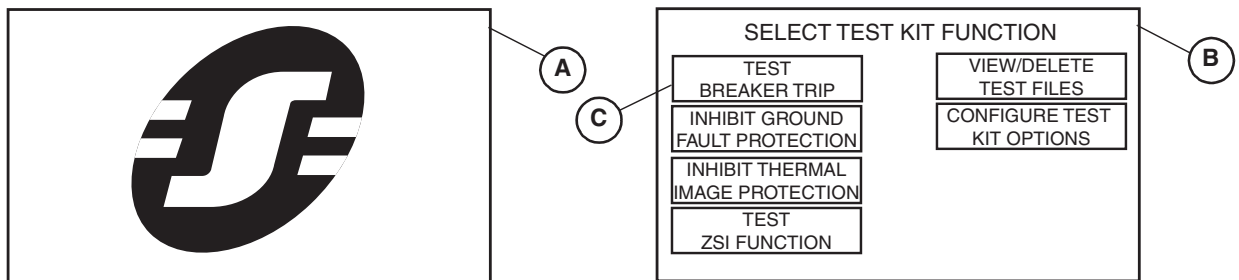 A
SELECT TEST KIT FUNCTION
B
C
TEST
BREAKER TRIP
INHIBIT GROUND
FAULT PROTECTION
INHIBIT THERMAL
IMAGE PROTECTION
TEST
ZSI FUNCTION
VIEW/DELETE
TEST FILES
CONFIGURE TEST
KIT OPTIONS